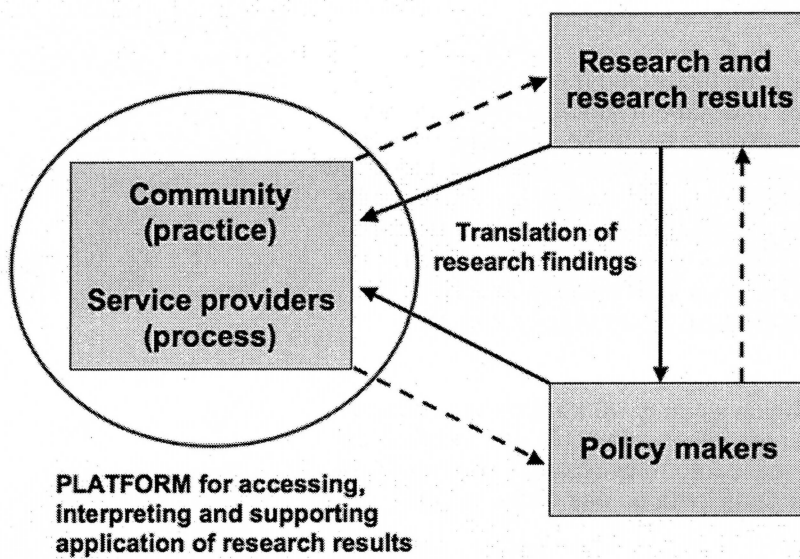 Research and
research results
Community
(practice)
Service providers
(process)
Translation of
research findings
Policy makers
PLATFORM for accessing,
interpreting and supporting
application of research results